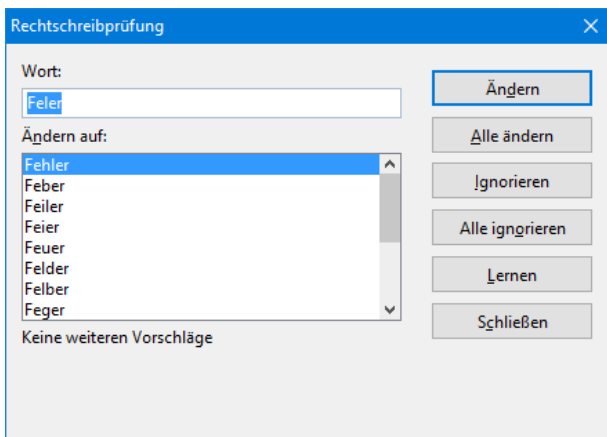 Rechtschreibprüfung
Wort:
Feler
Ändern auf:
Fehler
Feber
Feiler
Feier
Feuer
Felder
Felber
Feger
Keine weiteren Vorschläge
Ändern
Alle ändern
Ignorieren
Alle ignorieren
Lernen
Schließen